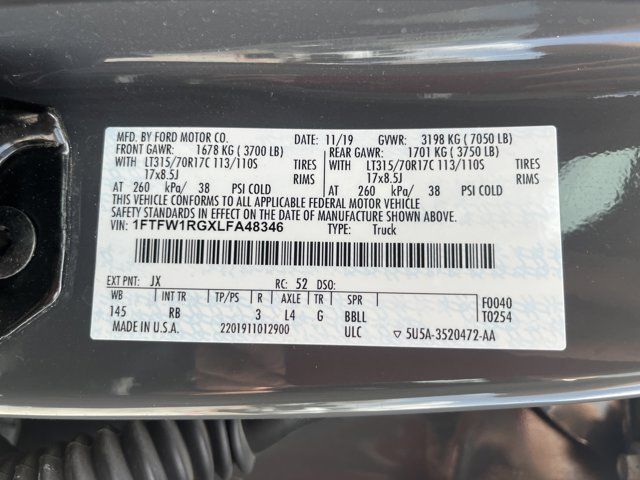 MFD. BY FORD MOTOR CO. DATE: 11/19 GVWR: 3198 KG ( 7050 LB)
FRONT GAWR: 1678 KG ( 3700 LB) REAR GAWR: 1701 KG ( 3750 LB)
WITH LT315/70R17C 113/110S TIRES WITH LT315/70R17C 113/110S TIRES
17x8.5J RIMS 17x8.5J RIMS
AT 260 kPa/ 38 PSI COLD AT 260 kPa/ 38 PSI COLD
THIS VEHICLE CONFORMS TO ALL APPLICABLE FEDERAL MOTOR VEHICLE
SAFETY STANDARDS IN EFFECT ON THE DATE OF MANUFACTURE SHOWN ABOVE.
VIN: 1FTFW1RGXLFA48346 TYPE: Truck
EXT PNT: JX RC: 52 DSO:
WB INT TR TP/PS R AXLE TR SPR F0040
145 RB 3 L4 G BBLL T0254
MADE IN U.S.A. 2201911012900 ULC ▽ 5U5A-3520472-AA